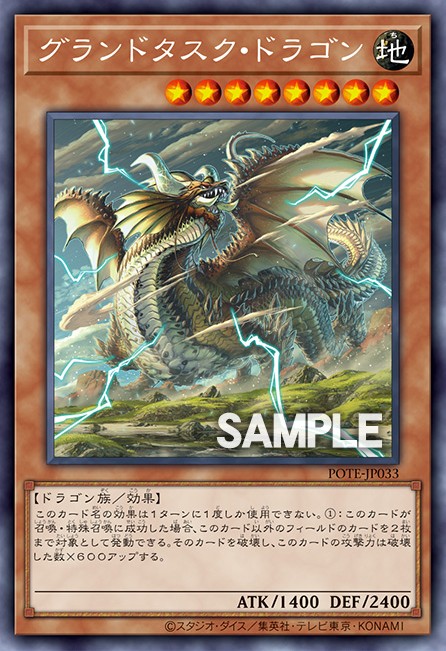 グランドタスク・ドラゴン
地
SAMPLE
POTE-JP033
【ドラゴン族／効果】
このカード名の効果は1ターンに1度しか使用できない。①：このカードが
召喚・特殊召喚に成功した場合、このカード以外のフィールドのカードを2枚
まで対象として発動できる。そのカードを破壊し、このカードの攻撃力は破壊
した数×600アップする。
ATK/1400 DEF/2400
©スタジオ・ダイス／集英社・テレビ東京・KONAMI